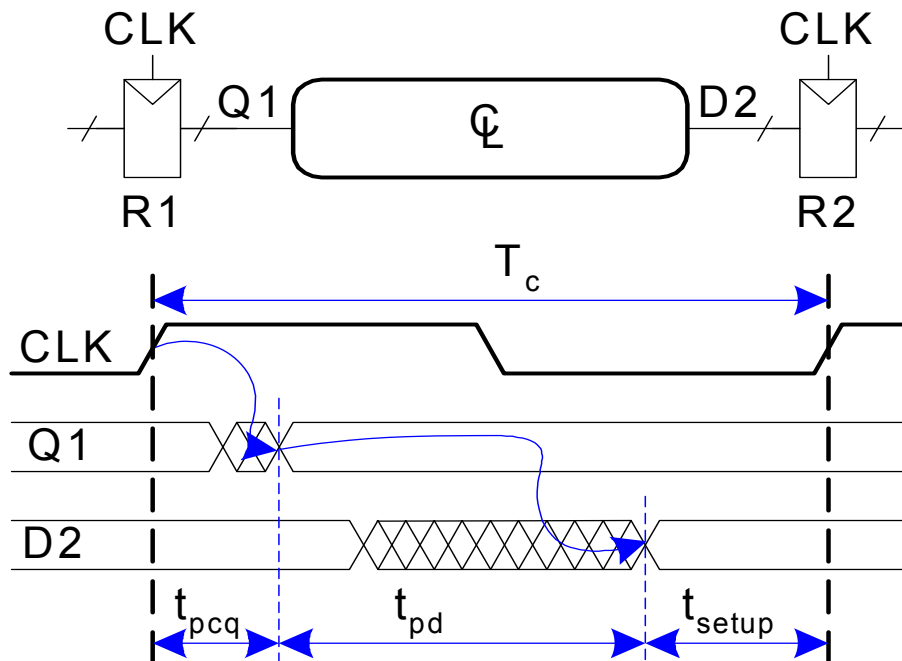 CLK CLK
Q1 CL D2
R1 R2
Tc
CLK
Q1
D2
tpcq tpd tsetup